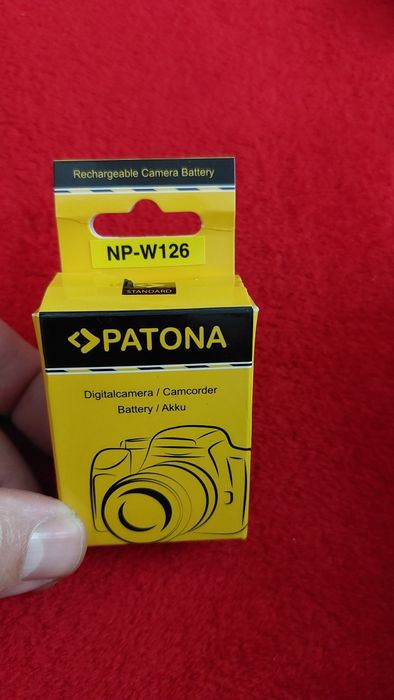 Rechargeable Camera Battery
NP-W126
STANDARD
PATONA
Digitalcamera / Camcorder
Battery / Akku